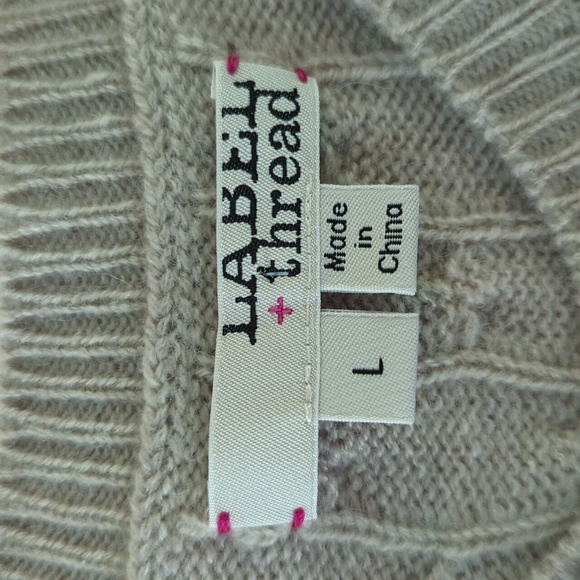 LABEL
+thread
Made
in
China
L